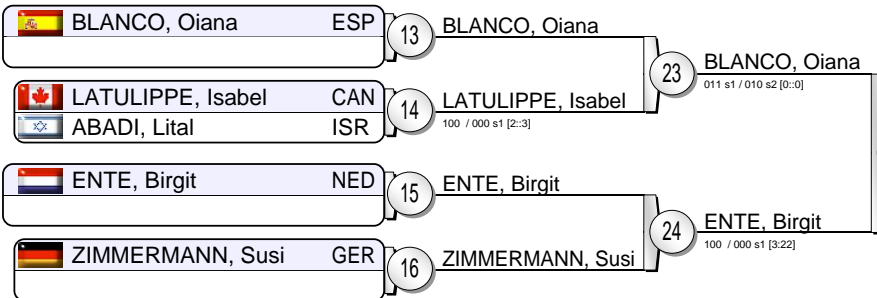 BLANCO, Oiana ESP
13
BLANCO, Oiana
23
BLANCO, Oiana
011 s1 / 010 s2 [0::0]
LATULIPPE, Isabel CAN
ABADI, Lital ISR
14
LATULIPPE, Isabel
100 / 000 s1 [2::3]
ENTE, Birgit NED
15
ENTE, Birgit
24
ENTE, Birgit
100 / 000 s1 [3:22]
ZIMMERMANN, Susi GER
16
ZIMMERMANN, Susi